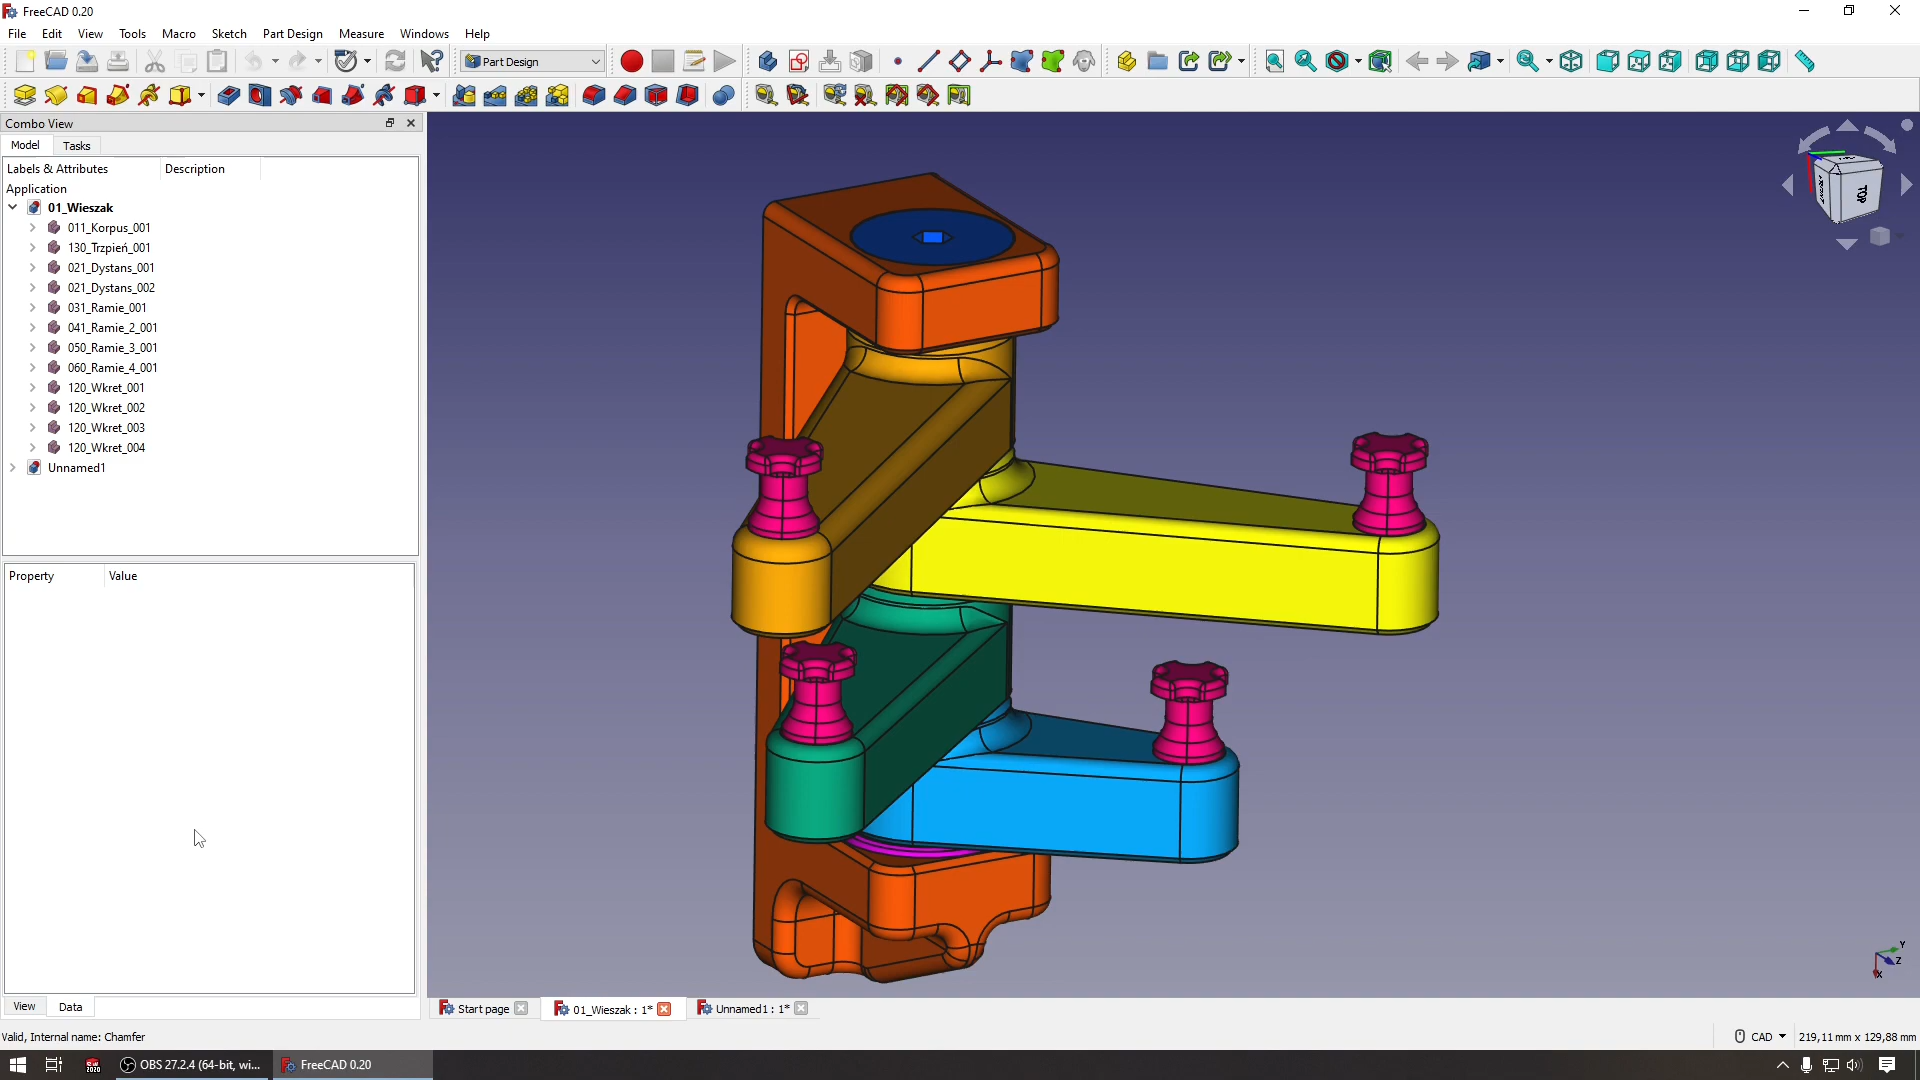 FreeCAD 0.20
File Edit View Tools Macro Sketch Part Design Measure Windows Help
Part Design
Combo View
Model Tasks
Labels & Attributes Description
Application
01_Wieszak
011_Korpus_001
130_Trzpień_001
021_Dystans_001
021_Dystans_002
031_Ramie_001
041_Ramie_2_001
050_Ramie_3_001
060_Ramie_4_001
120_Wkret_001
120_Wkret_002
120_Wkret_003
120_Wkret_004
Unnamed1
Property Value
TOP
Y
Z
X
View Data
Start page 01_Wieszak : 1* Unnamed1 : 1*
Valid, Internal name: Chamfer
CAD 219,11 mm x 129,88 mm
OBS 27.2.4 (64-bit, wi... FreeCAD 0.20